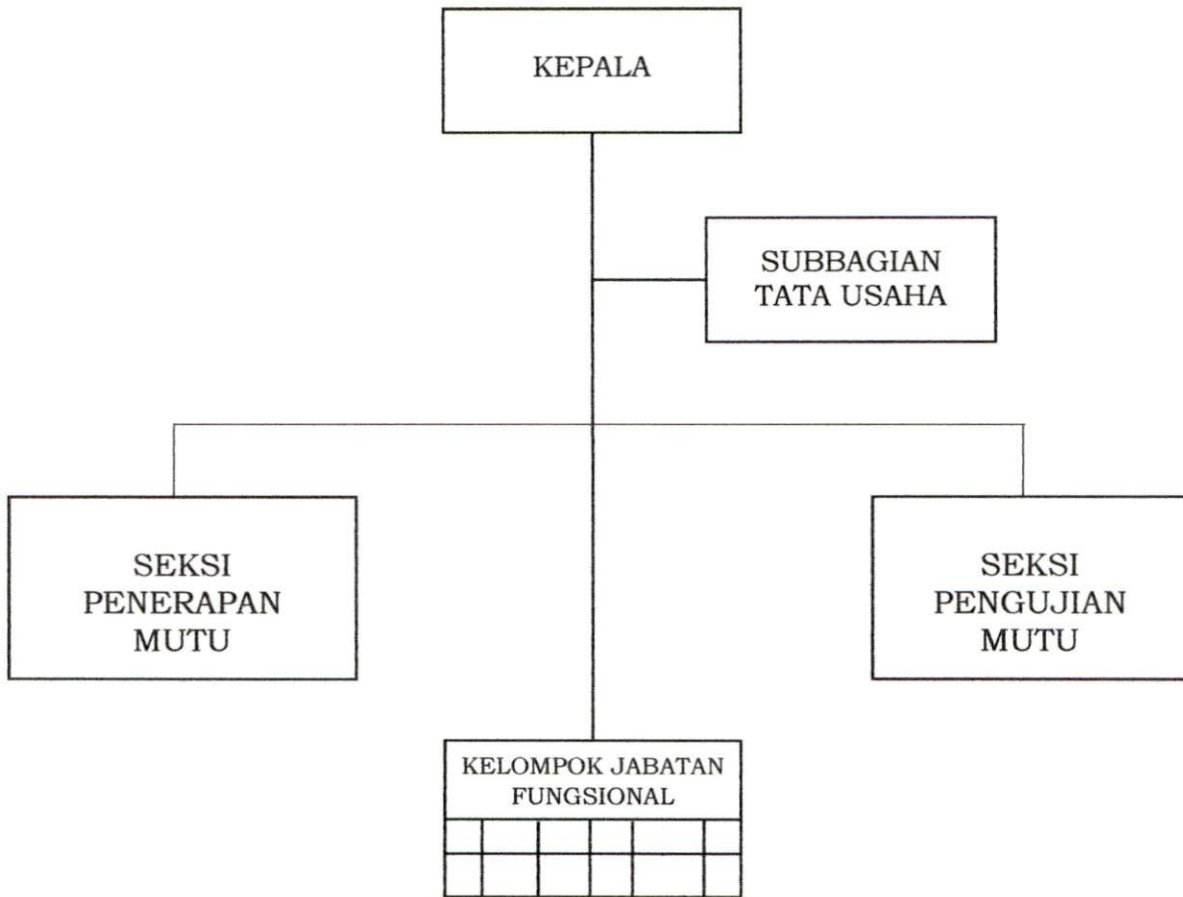 KEPALA
SUBBAGIAN
TATA USAHA
SEKSI
PENERAPAN
MUTU
SEKSI
PENGUJIAN
MUTU
KELOMPOK JABATAN
FUNGSIONAL